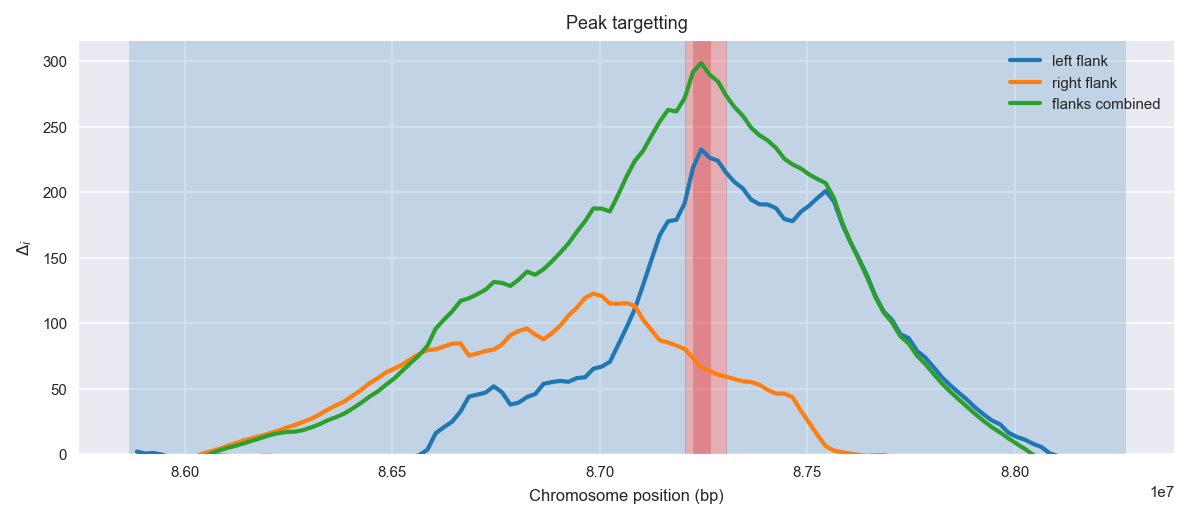 Peak targetting
300
250
200
150
100
50
0
Δi
left flank
right flank
flanks combined
8.60
8.65
8.70
8.75
8.80
1e7
Chromosome position (bp)